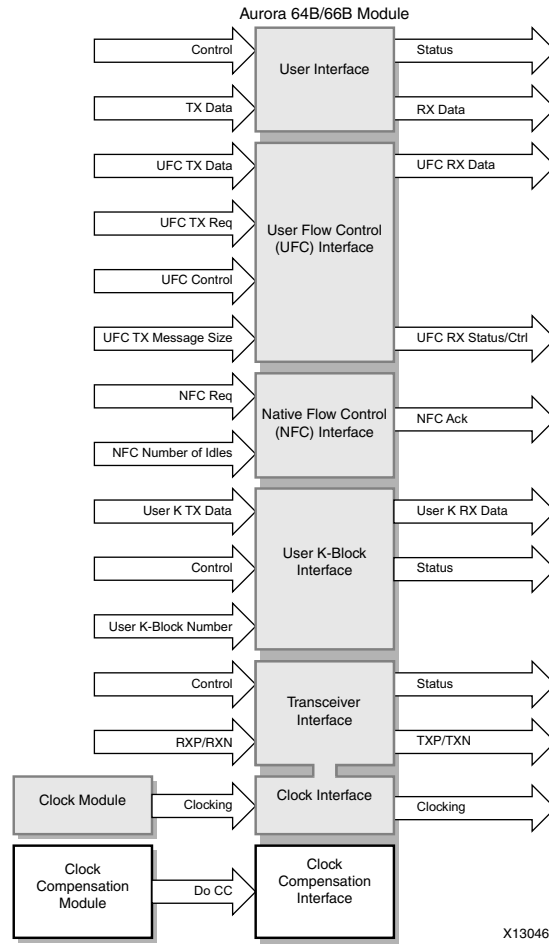 Aurora 64B/66B Module
Control
User Interface
Status
TX Data
RX Data
UFC TX Data
UFC RX Data
UFC TX Req
User Flow Control
(UFC) Interface
UFC Control
UFC TX Message Size
UFC RX Status/Ctrl
NFC Req
Native Flow Control
(NFC) Interface
NFC Ack
NFC Number of Idles
User K TX Data
User K RX Data
User K-Block
Interface
Control
Status
User K-Block Number
Control
Status
Transceiver
Interface
RXP/RXN
TXP/TXN
Clock Module
Clocking
Clock Interface
Clocking
Clock
Compensation
Module
Do CC
Clock
Compensation
Interface
X13046